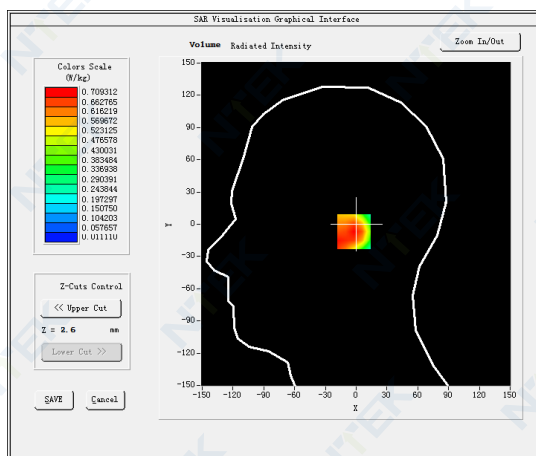 SAR Visualisation Graphical Interface
Volume Radiated Intensity
Zoom In/Out
Colors Scale
(W/kg)
0.709312
0.662765
0.616219
0.569672
0.523125
0.476578
0.430031
0.383484
0.336938
0.290391
0.243844
0.197297
0.150750
0.104203
0.057657
0.011110
Z-Cuts Control
<< Upper Cut
Z = 2.6 mm
Lower Cut >>
SAVE
Cancel
150
120
90
60
30
0
-30
-60
-90
-120
-150
Y
-150 -120 -90 -60 -30 0 30 60 90 120 150
X
NTEK